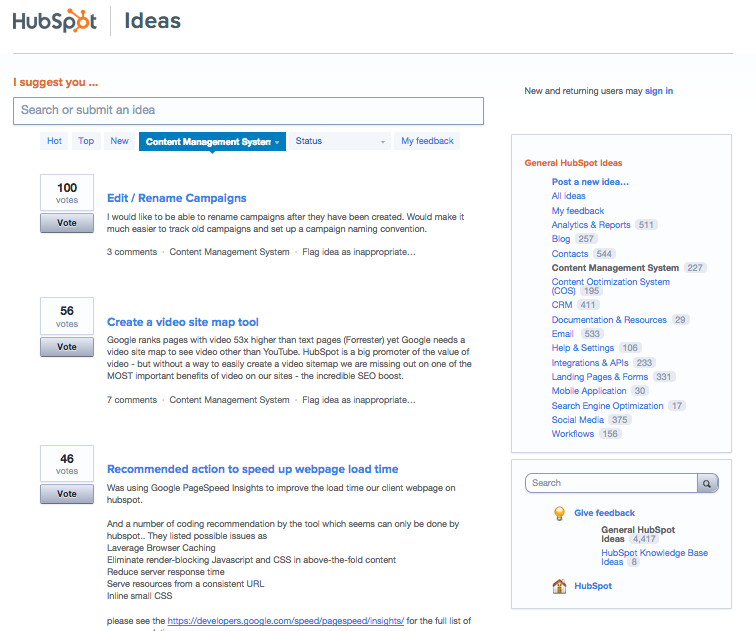 HubSpot Ideas
I suggest you ...
Search or submit an idea
Hot Top New Content Management System Status My feedback
100
votes
Vote
Edit / Rename Campaigns
I would like to be able to rename campaigns after they have been created. Would make it
much easier to track old campaigns and set up a campaign naming convention.
3 comments · Content Management System · Flag idea as inappropriate…
56
votes
Vote
Create a video site map tool
Google ranks pages with video 53x higher than text pages (Forrester) yet Google needs a
video site map to see video other than YouTube. HubSpot is a big promoter of the value of
video - but without a way to easily create a video sitemap we are missing out on one of the
MOST important benefits of video on our sites - the incredible SEO boost.
7 comments · Content Management System · Flag idea as inappropriate…
46
votes
Vote
Recommended action to speed up webpage load time
Was using Google PageSpeed Insights to improve the load time our client webpage on
hubspot.
And a number of coding recommendation by the tool which seems can only be done by
hubspot.. They listed possible issues as
Laverage Browser Caching
Eliminate render-blocking Javascript and CSS in above-the-fold content
Reduce server response time
Serve resources from a consistent URL
Inline small CSS
please see the https://developers.google.com/speed/pagespeed/insights/ for the full list of
New and returning users may sign in
General HubSpot Ideas
Post a new idea…
All ideas
My feedback
Analytics & Reports 511
Blog 257
Contacts 544
Content Management System 227
Content Optimization System
(COS) 195
CRM 411
Documentation & Resources 29
Email 533
Help & Settings 106
Integrations & APIs 233
Landing Pages & Forms 331
Mobile Application 30
Search Engine Optimization 17
Social Media 375
Workflows 156
Search
Give feedback
General HubSpot
Ideas 4,417
HubSpot Knowledge Base
Ideas 8
HubSpot